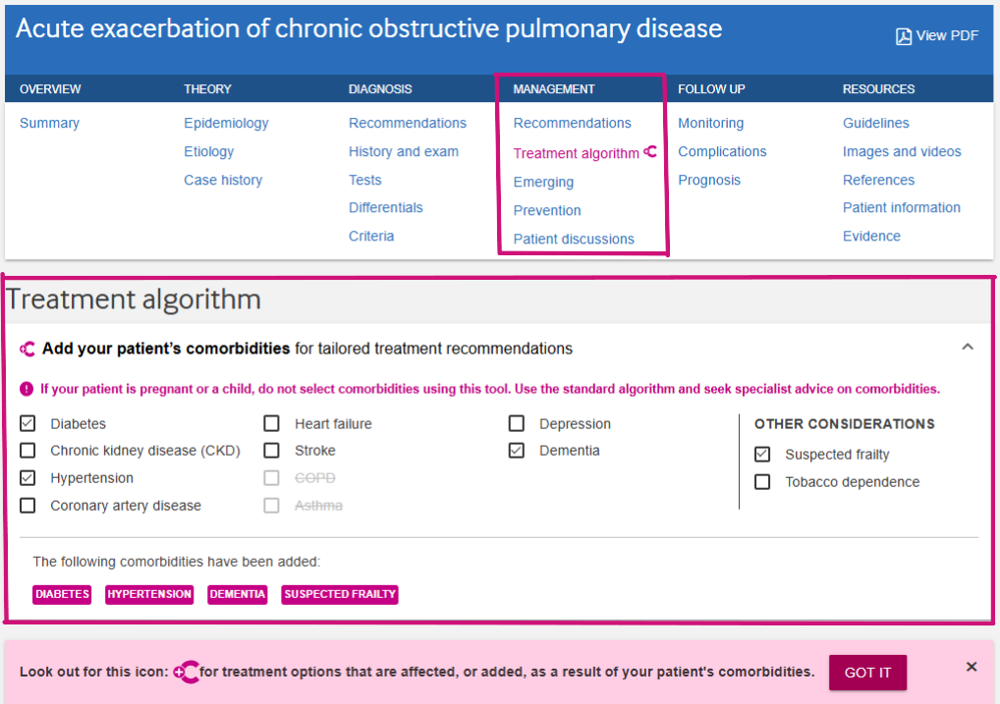 Acute exacerbation of chronic obstructive pulmonary disease
View PDF
OVERVIEW THEORY DIAGNOSIS MANAGEMENT FOLLOW UP RESOURCES
Summary Epidemiology Recommendations Recommendations Monitoring Guidelines
Etiology History and exam Treatment algorithm Complications Images and videos
Case history Tests Emerging Prognosis References
Differentials Prevention Patient information
Criteria Patient discussions Evidence
Treatment algorithm
Add your patient's comorbidities for tailored treatment recommendations
If your patient is pregnant or a child, do not select comorbidities using this tool. Use the standard algorithm and seek specialist advice on comorbidities.
Diabetes Heart failure Depression OTHER CONSIDERATIONS
Chronic kidney disease (CKD) Stroke Dementia Suspected frailty
Hypertension COPD Tobacco dependence
Coronary artery disease Asthma
The following comorbidities have been added:
DIABETES HYPERTENSION DEMENTIA SUSPECTED FRAILTY
Look out for this icon: +C for treatment options that are affected, or added, as a result of your patient's comorbidities. GOT IT